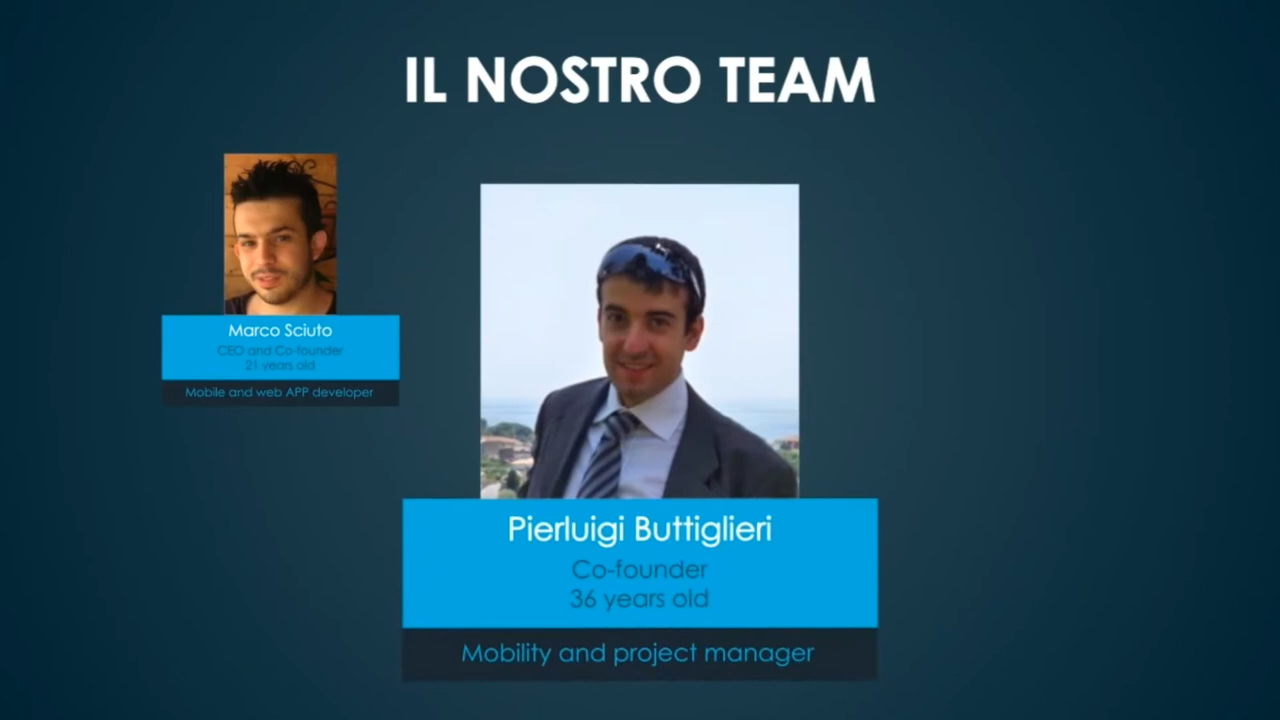 IL NOSTRO TEAM
Marco Sciuto
CEO and Co-founder
21 years old
Mobile and web APP developer
Pierluigi Buttiglieri
Co-founder
36 years old
Mobility and project manager